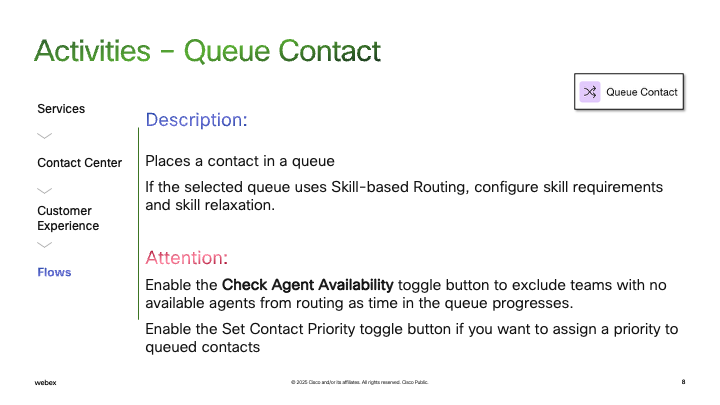 Activities – Queue Contact
Queue Contact
Services
Contact Center
Customer
Experience
Flows
Description:
Places a contact in a queue
If the selected queue uses Skill-based Routing, configure skill requirements
and skill relaxation.
Attention:
Enable the Check Agent Availability toggle button to exclude teams with no
available agents from routing as time in the queue progresses.
Enable the Set Contact Priority toggle button if you want to assign a priority to
queued contacts
webex
© 2025 Cisco and/or its affiliates. All rights reserved. Cisco Public.
8